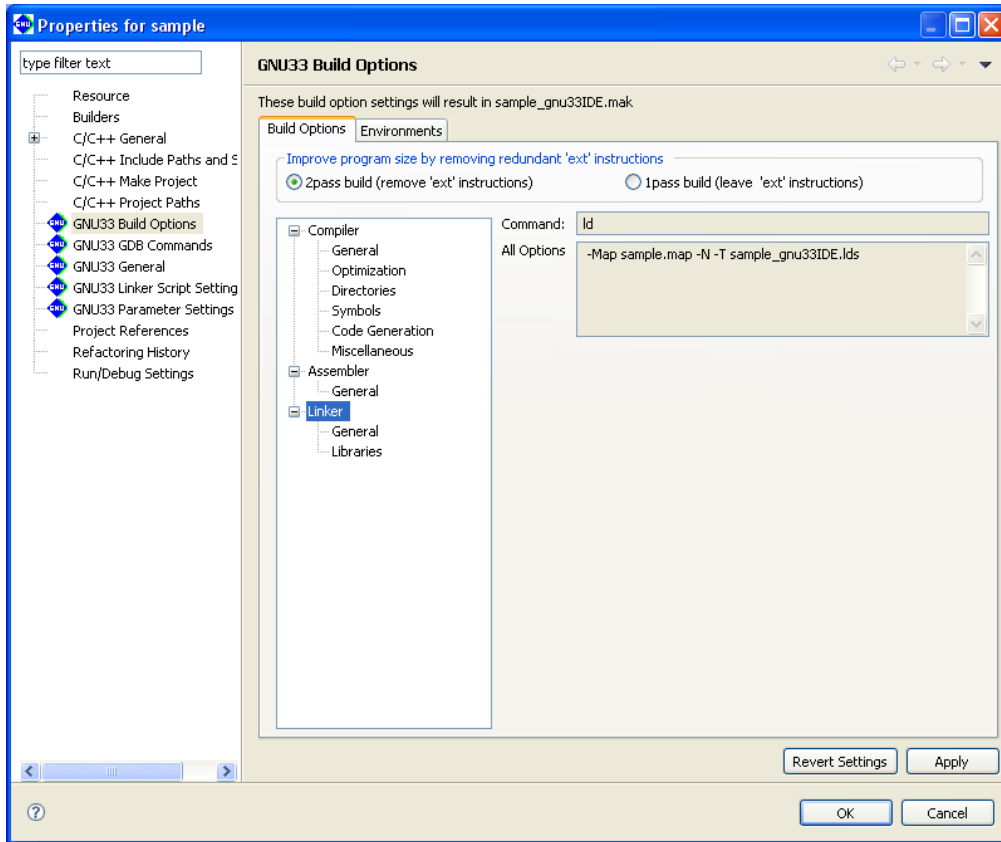 Properties for sample
type filter text
Resource
Builders
C/C++ General
C/C++ Include Paths and S
C/C++ Make Project
C/C++ Project Paths
GNU33 Build Options
GNU33 GDB Commands
GNU33 General
GNU33 Linker Script Setting
GNU33 Parameter Settings
Project References
Refactoring History
Run/Debug Settings
GNU33 Build Options
These build option settings will result in sample_gnu33IDE.mak
Build Options
Environments
Improve program size by removing redundant 'ext' instructions
2pass build (remove 'ext' instructions)
1pass build (leave 'ext' instructions)
Compiler
General
Optimization
Directories
Symbols
Code Generation
Miscellaneous
Assembler
General
Linker
General
Libraries
Command:
ld
All Options
-Map sample.map -N -T sample_gnu33IDE.lds
Revert Settings
Apply
OK
Cancel